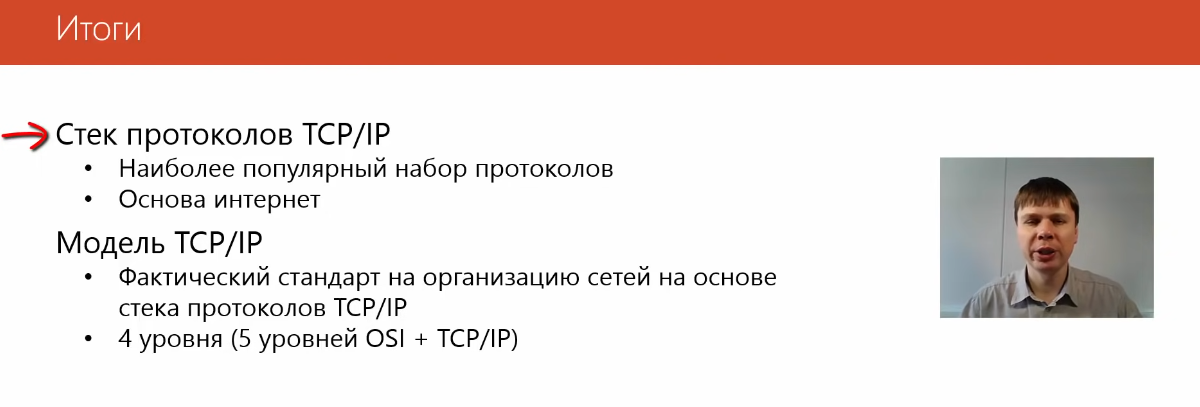 Итоги
Стек протоколов TCP/IP
• Наиболее популярный набор протоколов
• Основа интернет
Модель TCP/IP
• Фактический стандарт на организацию сетей на основе
стека протоколов TCP/IP
• 4 уровня (5 уровней OSI + TCP/IP)